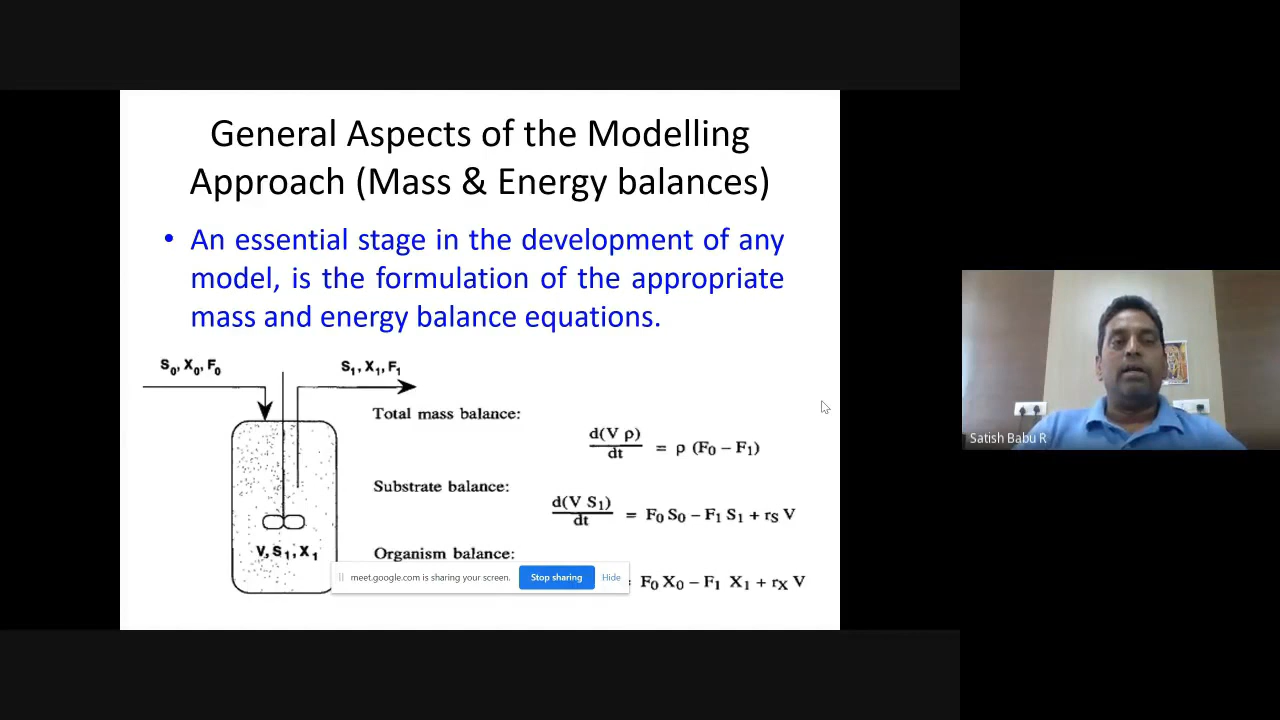 General Aspects of the Modelling
Approach (Mass & Energy balances)
• An essential stage in the development of any
model, is the formulation of the appropriate
mass and energy balance equations.
S₀, X₀, F₀
S₁, X₁, F₁
Total mass balance:
d(V ρ)
dt
= ρ (F₀ – F₁)
Substrate balance:
d(V S₁)
dt
= F₀ S₀ – F₁ S₁ + rS V
V, S₁, X₁
Organism balance:
= F₀ X₀ – F₁ X₁ + rX V
meet.google.com is sharing your screen.
Stop sharing
Hide
Satish Babu R